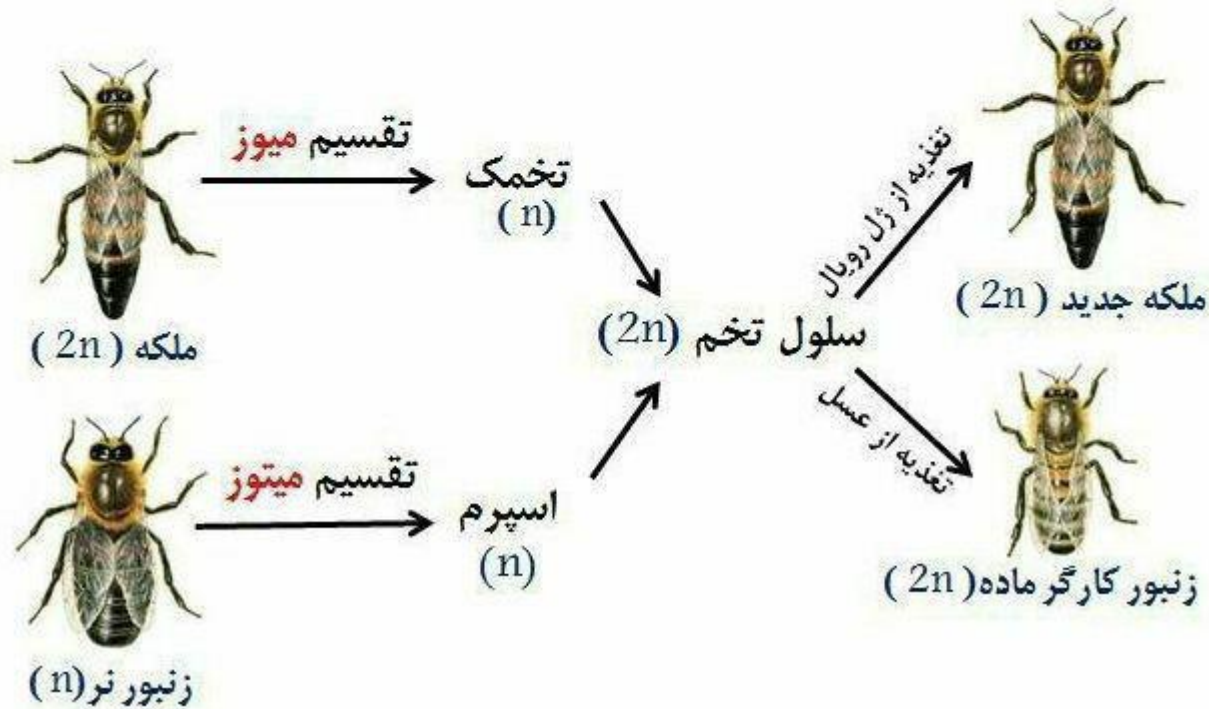 تقسیم میوز
تخمک
(n)
ملکه (2n)
تغذیه از ژل رویال
ملکه جدید (2n)
سلول تخم (2n)
تقسیم میتوز
اسپرم
(n)
زنبور نر(n)
تغذیه از عسل
زنبور کارگر ماده(2n)